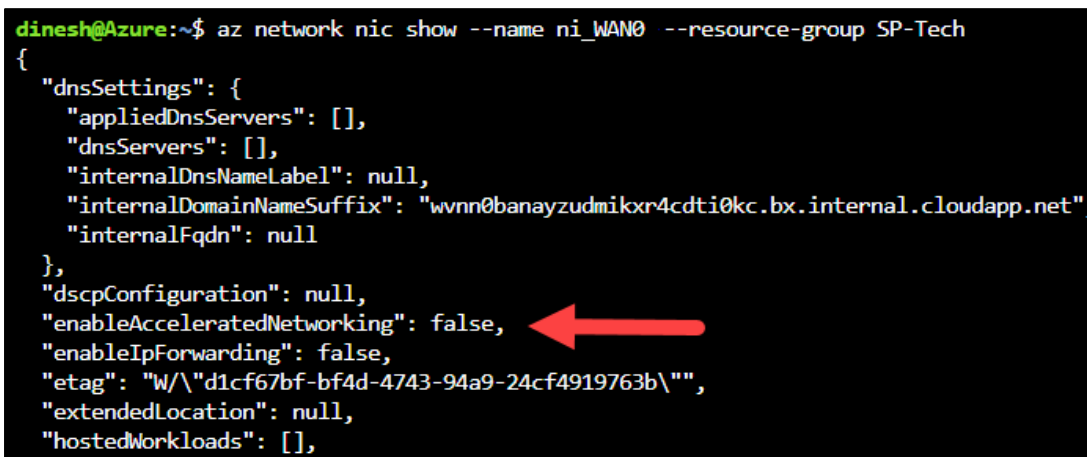 dinesh@Azure:~$ az network nic show --name ni_WAN0  --resource-group SP-Tech
{
  "dnsSettings": {
    "appliedDnsServers": [],
    "dnsServers": [],
    "internalDnsNameLabel": null,
    "internalDomainNameSuffix": "wvnn0banayzudmikxr4cdti0kc.bx.internal.cloudapp.net",
    "internalFqdn": null
  },
  "dscpConfiguration": null,
  "enableAcceleratedNetworking": false,
  "enableIpForwarding": false,
  "etag": "W/\"d1cf67bf-bf4d-4743-94a9-24cf4919763b\"",
  "extendedLocation": null,
  "hostedWorkloads": [],